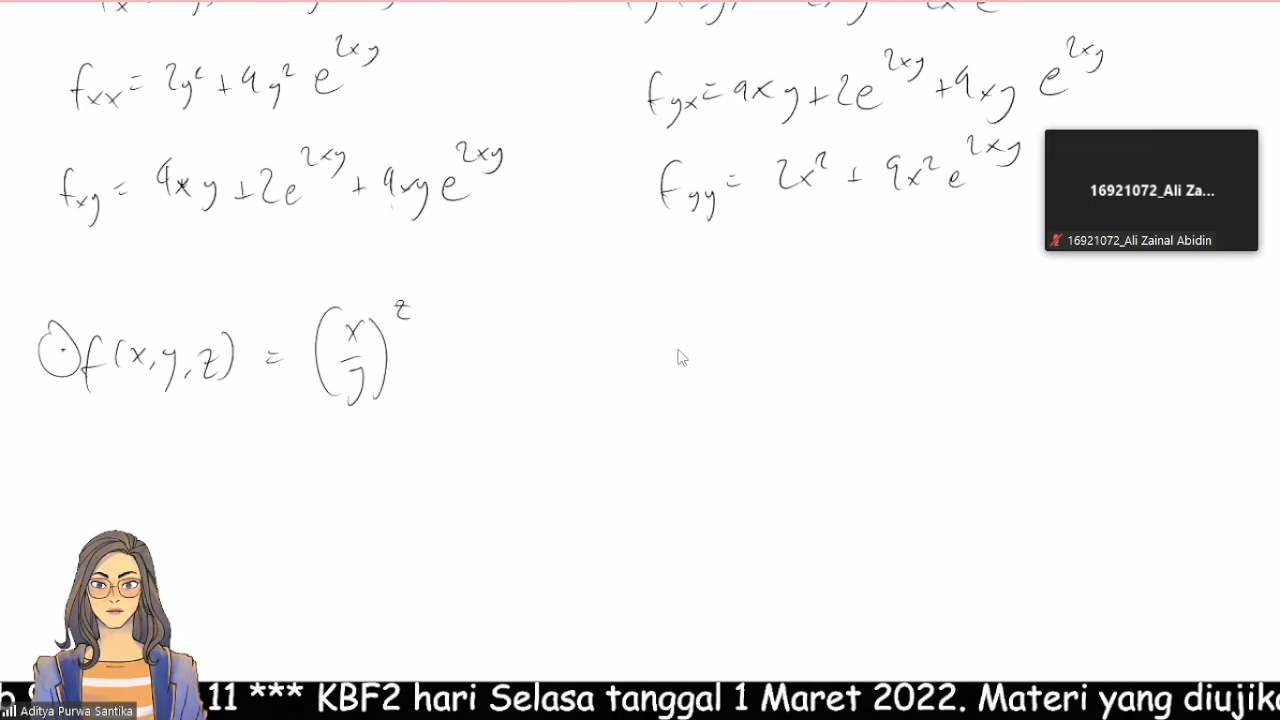 fxx = 2y² + 4y² e^2xy
fyx = 4xy + 2e^2xy + 4xy e^2xy
fxy = 4xy + 2e^2xy + 4xy e^2xy
fyy = 2x² + 4x² e^2xy
16921072_Ali Za...
16921072_Ali Zainal Abidin
f(x, y, z) = (x/y)^z
11 *** KBF2 hari Selasa tanggal 1 Maret 2022. Materi yang diujik
Aditya Purwa Santika